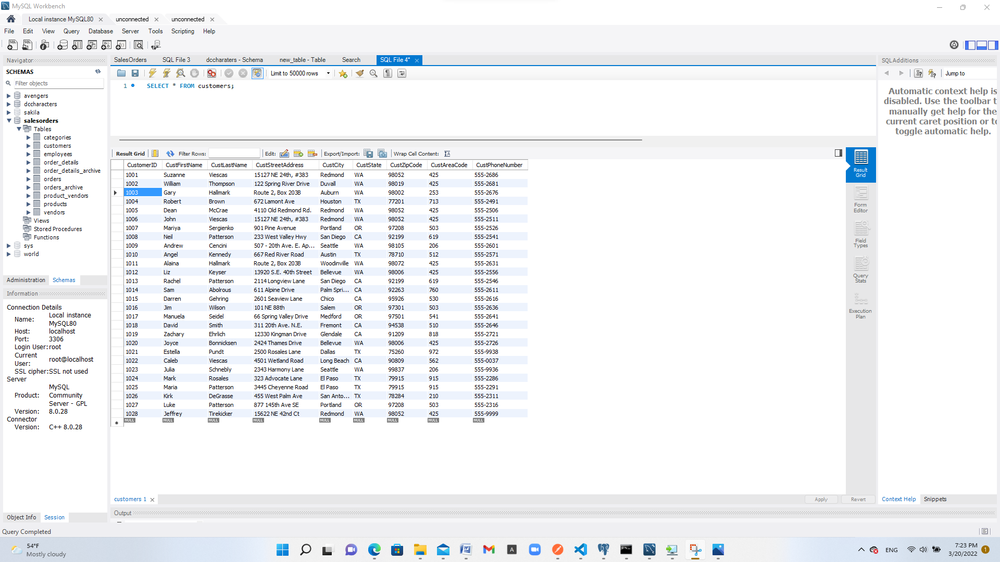 MySQL Workbench
Local instance MySQL80 unconnected unconnected
File Edit View Query Database Server Tools Scripting Help
Navigator
SCHEMAS
Filter objects
avengers
dccharacters
sakila
salesorders
Tables
categories
customers
employees
order_details
order_details_archive
orders
orders_archive
product_vendors
products
vendors
Views
Stored Procedures
Functions
sys
world
Administration Schemas
Information
Connection Details
Name: Local instance MySQL80
Host: localhost
Port: 3306
Login User: root
Current User: root@localhost
SSL cipher: SSL not used
Server
Product: MySQL Community Server - GPL
Version: 8.0.28
Connector
Version: C++ 8.0.28
Object Info Session
Query Completed
SalesOrders SQL File 3 dccharaters - Schema new_table - Table Search SQL File 4*
Limit to 50000 rows
1 SELECT * FROM customers;
Result Grid Filter Rows: Edit: Export/Import: Wrap Cell Content:
CustomerID CustFirstName CustLastName CustStreetAddress CustCity CustState CustZipCode CustAreaCode CustPhoneNumber
1001 Suzanne Viescas 15127 NE 24th, #383 Redmond WA 98052 425 555-2686
1002 William Thompson 122 Spring River Drive Duvall WA 98019 425 555-2681
1003 Gary Hallmark Route 2, Box 203B Auburn WA 98002 253 555-2676
1004 Robert Brown 672 Lamont Ave Houston TX 77201 713 555-2491
1005 Dean McCrae 4110 Old Redmond Rd. Redmond WA 98052 425 555-2506
1006 John Viescas 15127 NE 24th, #383 Redmond WA 98052 425 555-2511
1007 Mariya Sergienko 901 Pine Avenue Portland OR 97208 503 555-2526
1008 Neil Patterson 233 West Valley Hwy San Diego CA 92199 619 555-2541
1009 Andrew Cencini 507 - 20th Ave. E. Ap... Seattle WA 98105 206 555-2601
1010 Angel Kennedy 667 Red River Road Austin TX 78710 512 555-2571
1011 Alaina Hallmark Route 2, Box 203B Woodinville WA 98072 425 555-2631
1012 Liz Keyser 13920 S.E. 40th Street Bellevue WA 98006 425 555-2556
1013 Rachel Patterson 2114 Longview Lane San Diego CA 92199 619 555-2546
1014 Sam Abolrous 611 Alpine Drive Palm Spri... CA 92263 760 555-2611
1015 Darren Gehring 2601 Seaview Lane Chico CA 95926 530 555-2616
1016 Jim Wilson 101 NE 88th Salem OR 97301 503 555-2636
1017 Manuela Seidel 66 Spring Valley Drive Medford OR 97501 541 555-2641
1018 David Smith 311 20th Ave. N.E. Fremont CA 94538 510 555-2646
1019 Zachary Ehrlich 12330 Kingman Drive Glendale CA 91209 818 555-2721
1020 Joyce Bonnicksen 2424 Thames Drive Bellevue WA 98006 425 555-2726
1021 Estella Pundt 2500 Rosales Lane Dallas TX 75260 972 555-9938
1022 Caleb Viescas 4501 Wetland Road Long Beach CA 90809 562 555-0037
1023 Julia Schnebly 2343 Harmony Lane Seattle WA 99837 206 555-9936
1024 Mark Rosales 323 Advocate Lane El Paso TX 79915 915 555-2286
1025 Maria Patterson 3445 Cheyenne Road El Paso TX 79915 915 555-2291
1026 Kirk DeGrasse 455 West Palm Ave San Anto... TX 78284 210 555-2311
1027 Luke Patterson 877 145th Ave SE Portland OR 97208 503 555-2316
1028 Jeffrey Tirekicker 15622 NE 42nd Ct Redmond WA 98052 425 555-9999
NULL NULL NULL NULL NULL NULL NULL NULL NULL
Result Grid
Form Editor
Field Types
Query Stats
Execution Plan
customers 1 Apply Revert
Output
SQLAdditions
Jump to
Automatic context help is
disabled. Use the toolbar t
manually get help for the
current caret position or to
toggle automatic help.
Context Help Snippets
54°F
Mostly cloudy
ENG
7:23 PM
3/20/2022
1